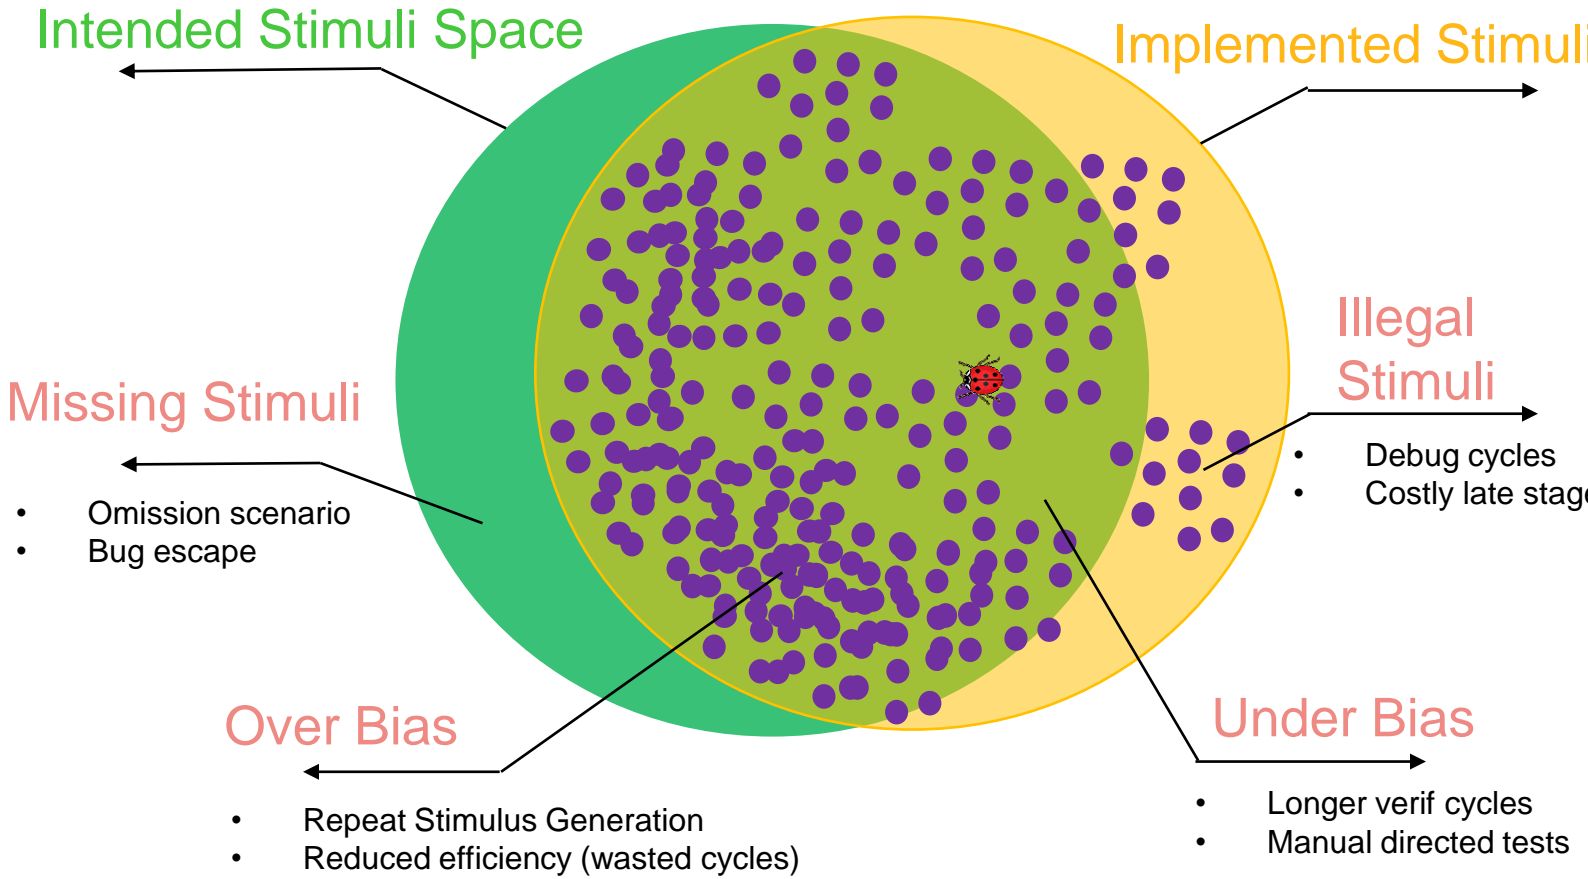 Intended Stimuli Space
Implemented Stimuli
Illegal
Stimuli
• Debug cycles
• Costly late stage
Missing Stimuli
• Omission scenario
• Bug escape
Over Bias
• Repeat Stimulus Generation
• Reduced efficiency (wasted cycles)
Under Bias
• Longer verif cycles
• Manual directed tests